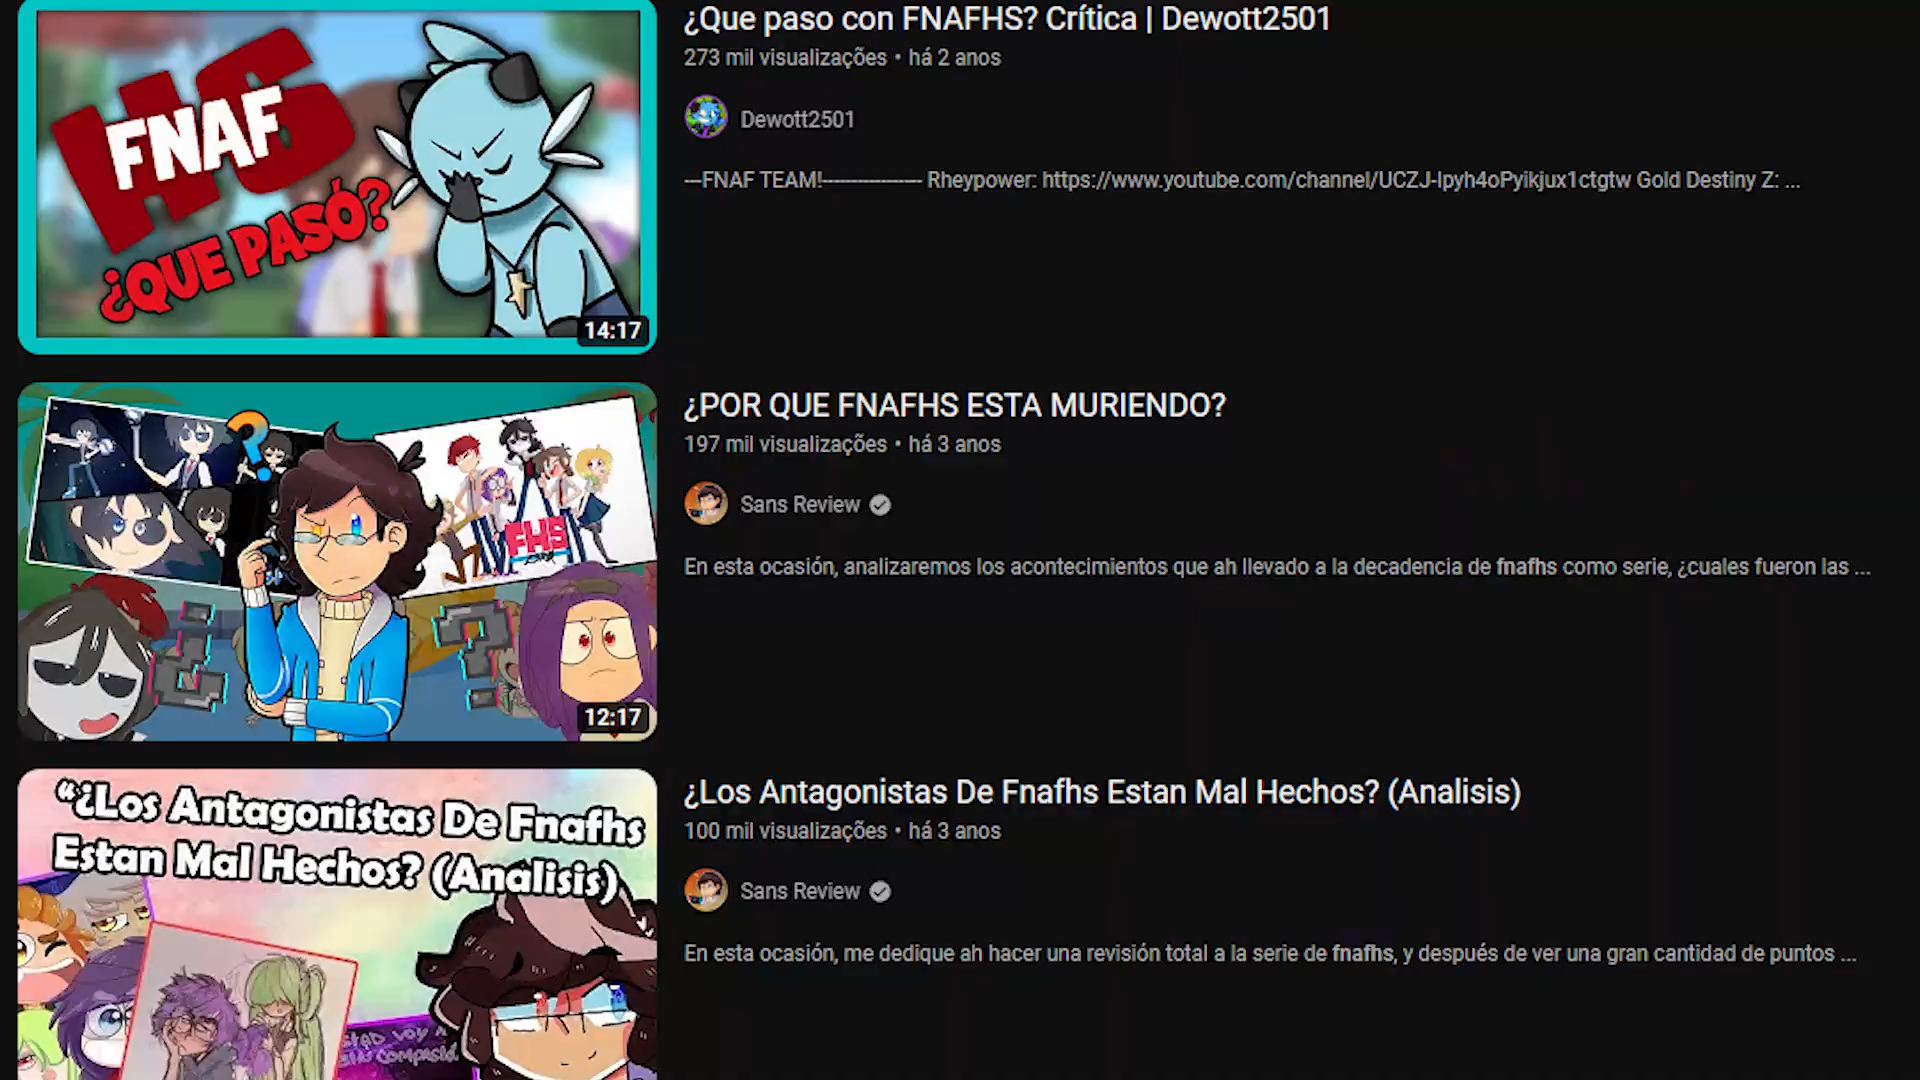 HS
FNAF
¿QUE PASÓ?
14:17
¿Que paso con FNAFHS? Crítica | Dewott2501
273 mil visualizações • há 2 anos
Dewott2501
---FNAF TEAM!------------------ Rheypower: https://www.youtube.com/channel/UCZJ-lpyh4oPyikjux1ctgtw Gold Destiny Z: ...
?
FHS
¿ ?
12:17
¿POR QUE FNAFHS ESTA MURIENDO?
197 mil visualizações • há 3 anos
Sans Review
En esta ocasión, analizaremos los acontecimientos que ah llevado a la decadencia de fnafhs como serie, ¿cuales fueron las ...
“¿Los Antagonistas De Fnafhs
Estan Mal Hechos? (Analisis)
¿Los Antagonistas De Fnafhs Estan Mal Hechos? (Analisis)
100 mil visualizações • há 3 anos
Sans Review
En esta ocasión, me dedique ah hacer una revisión total a la serie de fnafhs, y después de ver una gran cantidad de puntos ...